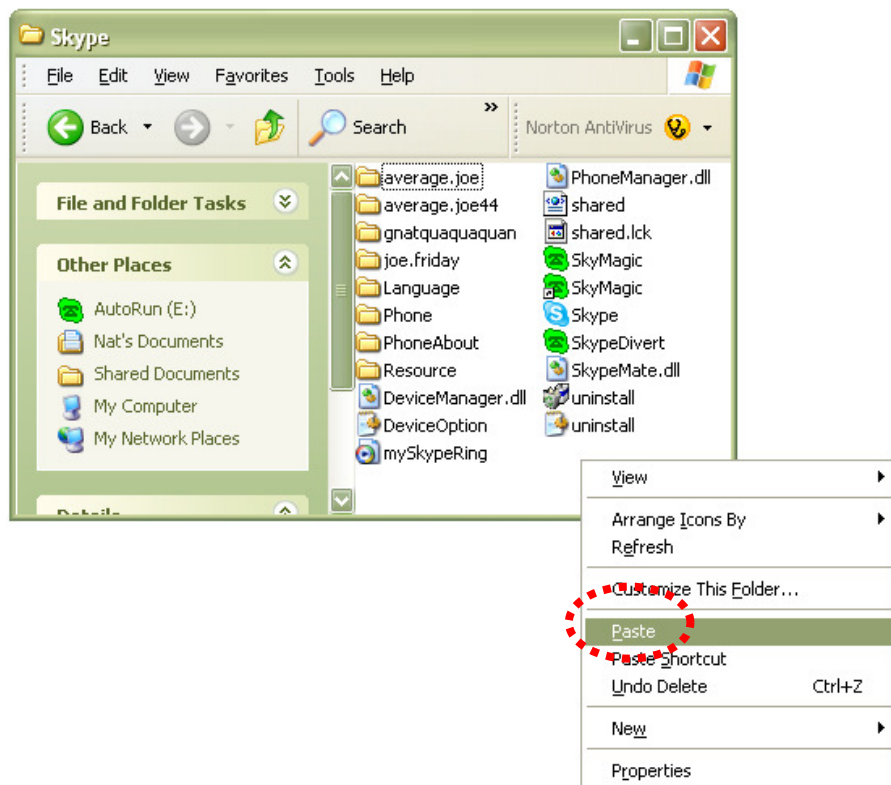 Skype
File Edit View Favorites Tools Help
Back Search » Norton AntiVirus
File and Folder Tasks
Other Places
AutoRun (E:)
Nat's Documents
Shared Documents
My Computer
My Network Places
Details
average.joe
average.joe44
gnatquaquaquan
joe.friday
Language
Phone
PhoneAbout
Resource
DeviceManager.dll
DeviceOption
mySkypeRing
PhoneManager.dll
shared
shared.lck
SkyMagic
SkyMagic
Skype
SkypeDivert
SkypeMate.dll
uninstall
uninstall
View
Arrange Icons By
Refresh
Customize This Folder...
Paste
Paste Shortcut
Undo Delete Ctrl+Z
New
Properties